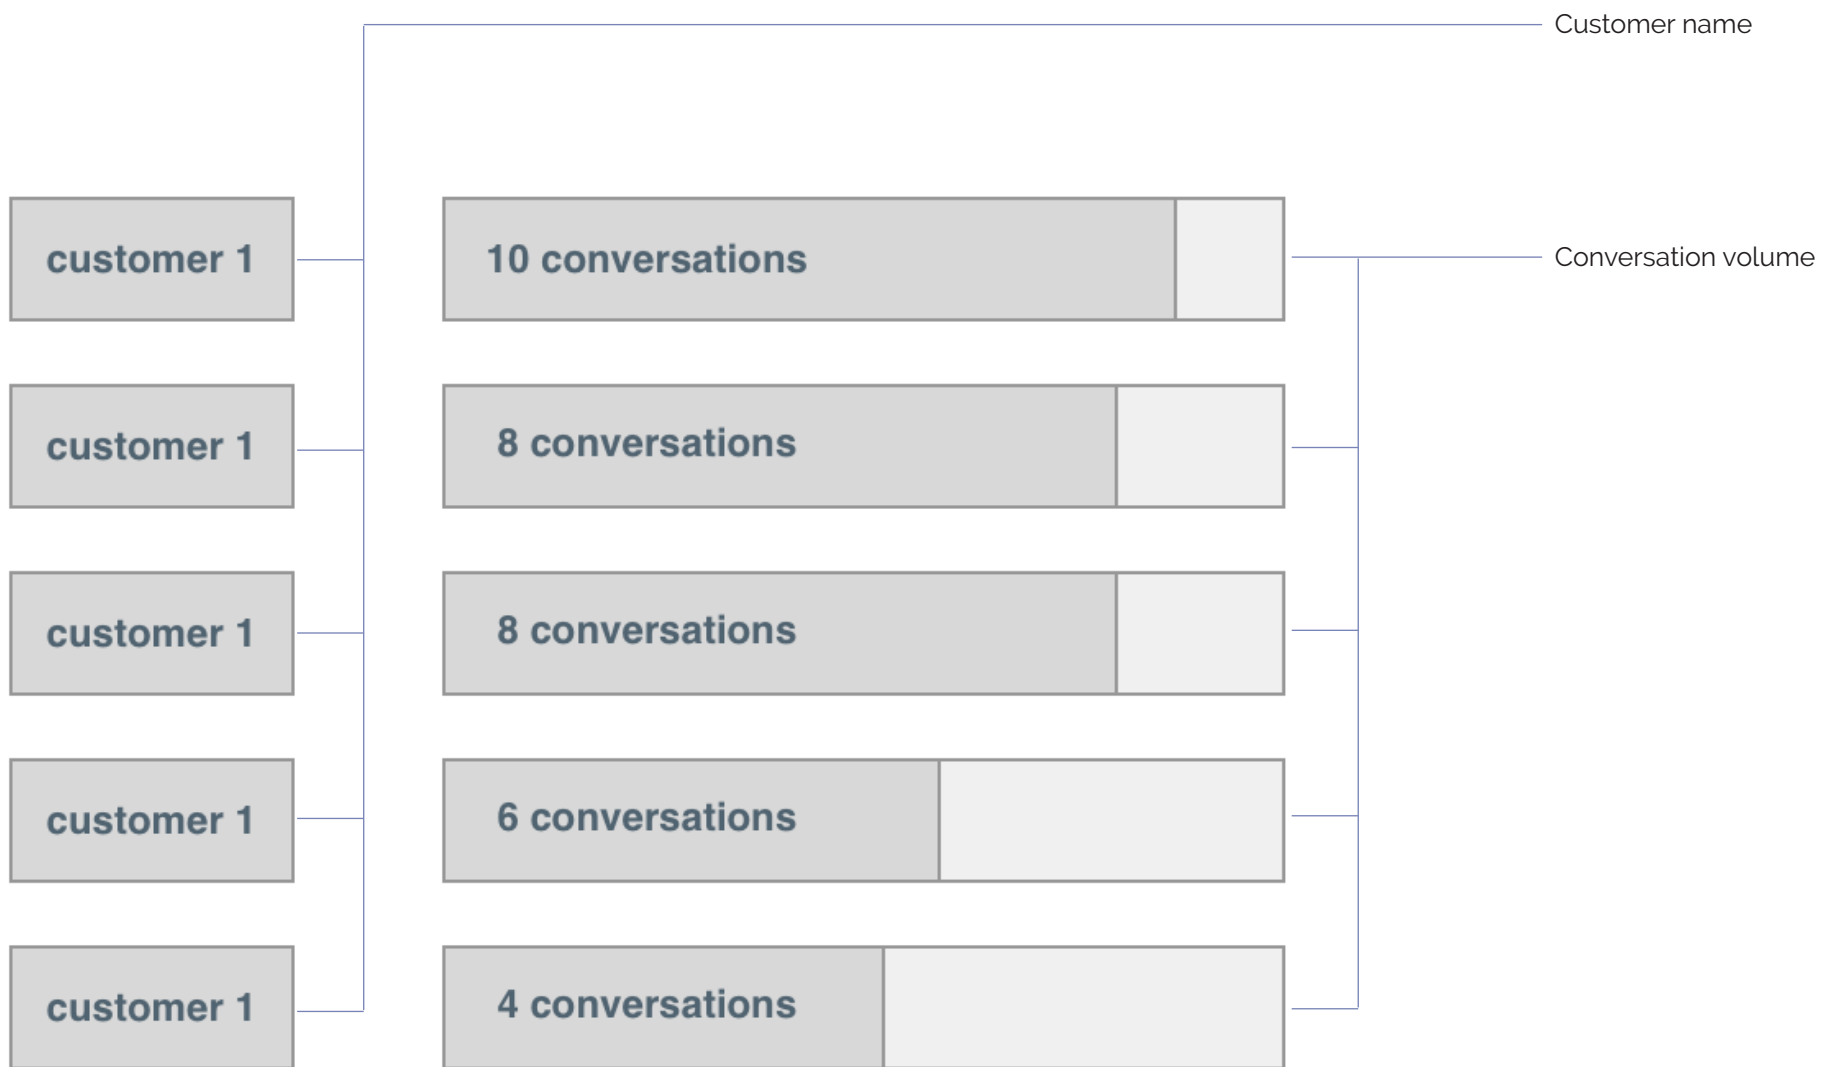 Customer name
customer 1
10 conversations
Conversation volume
customer 1
8 conversations
customer 1
8 conversations
customer 1
6 conversations
customer 1
4 conversations